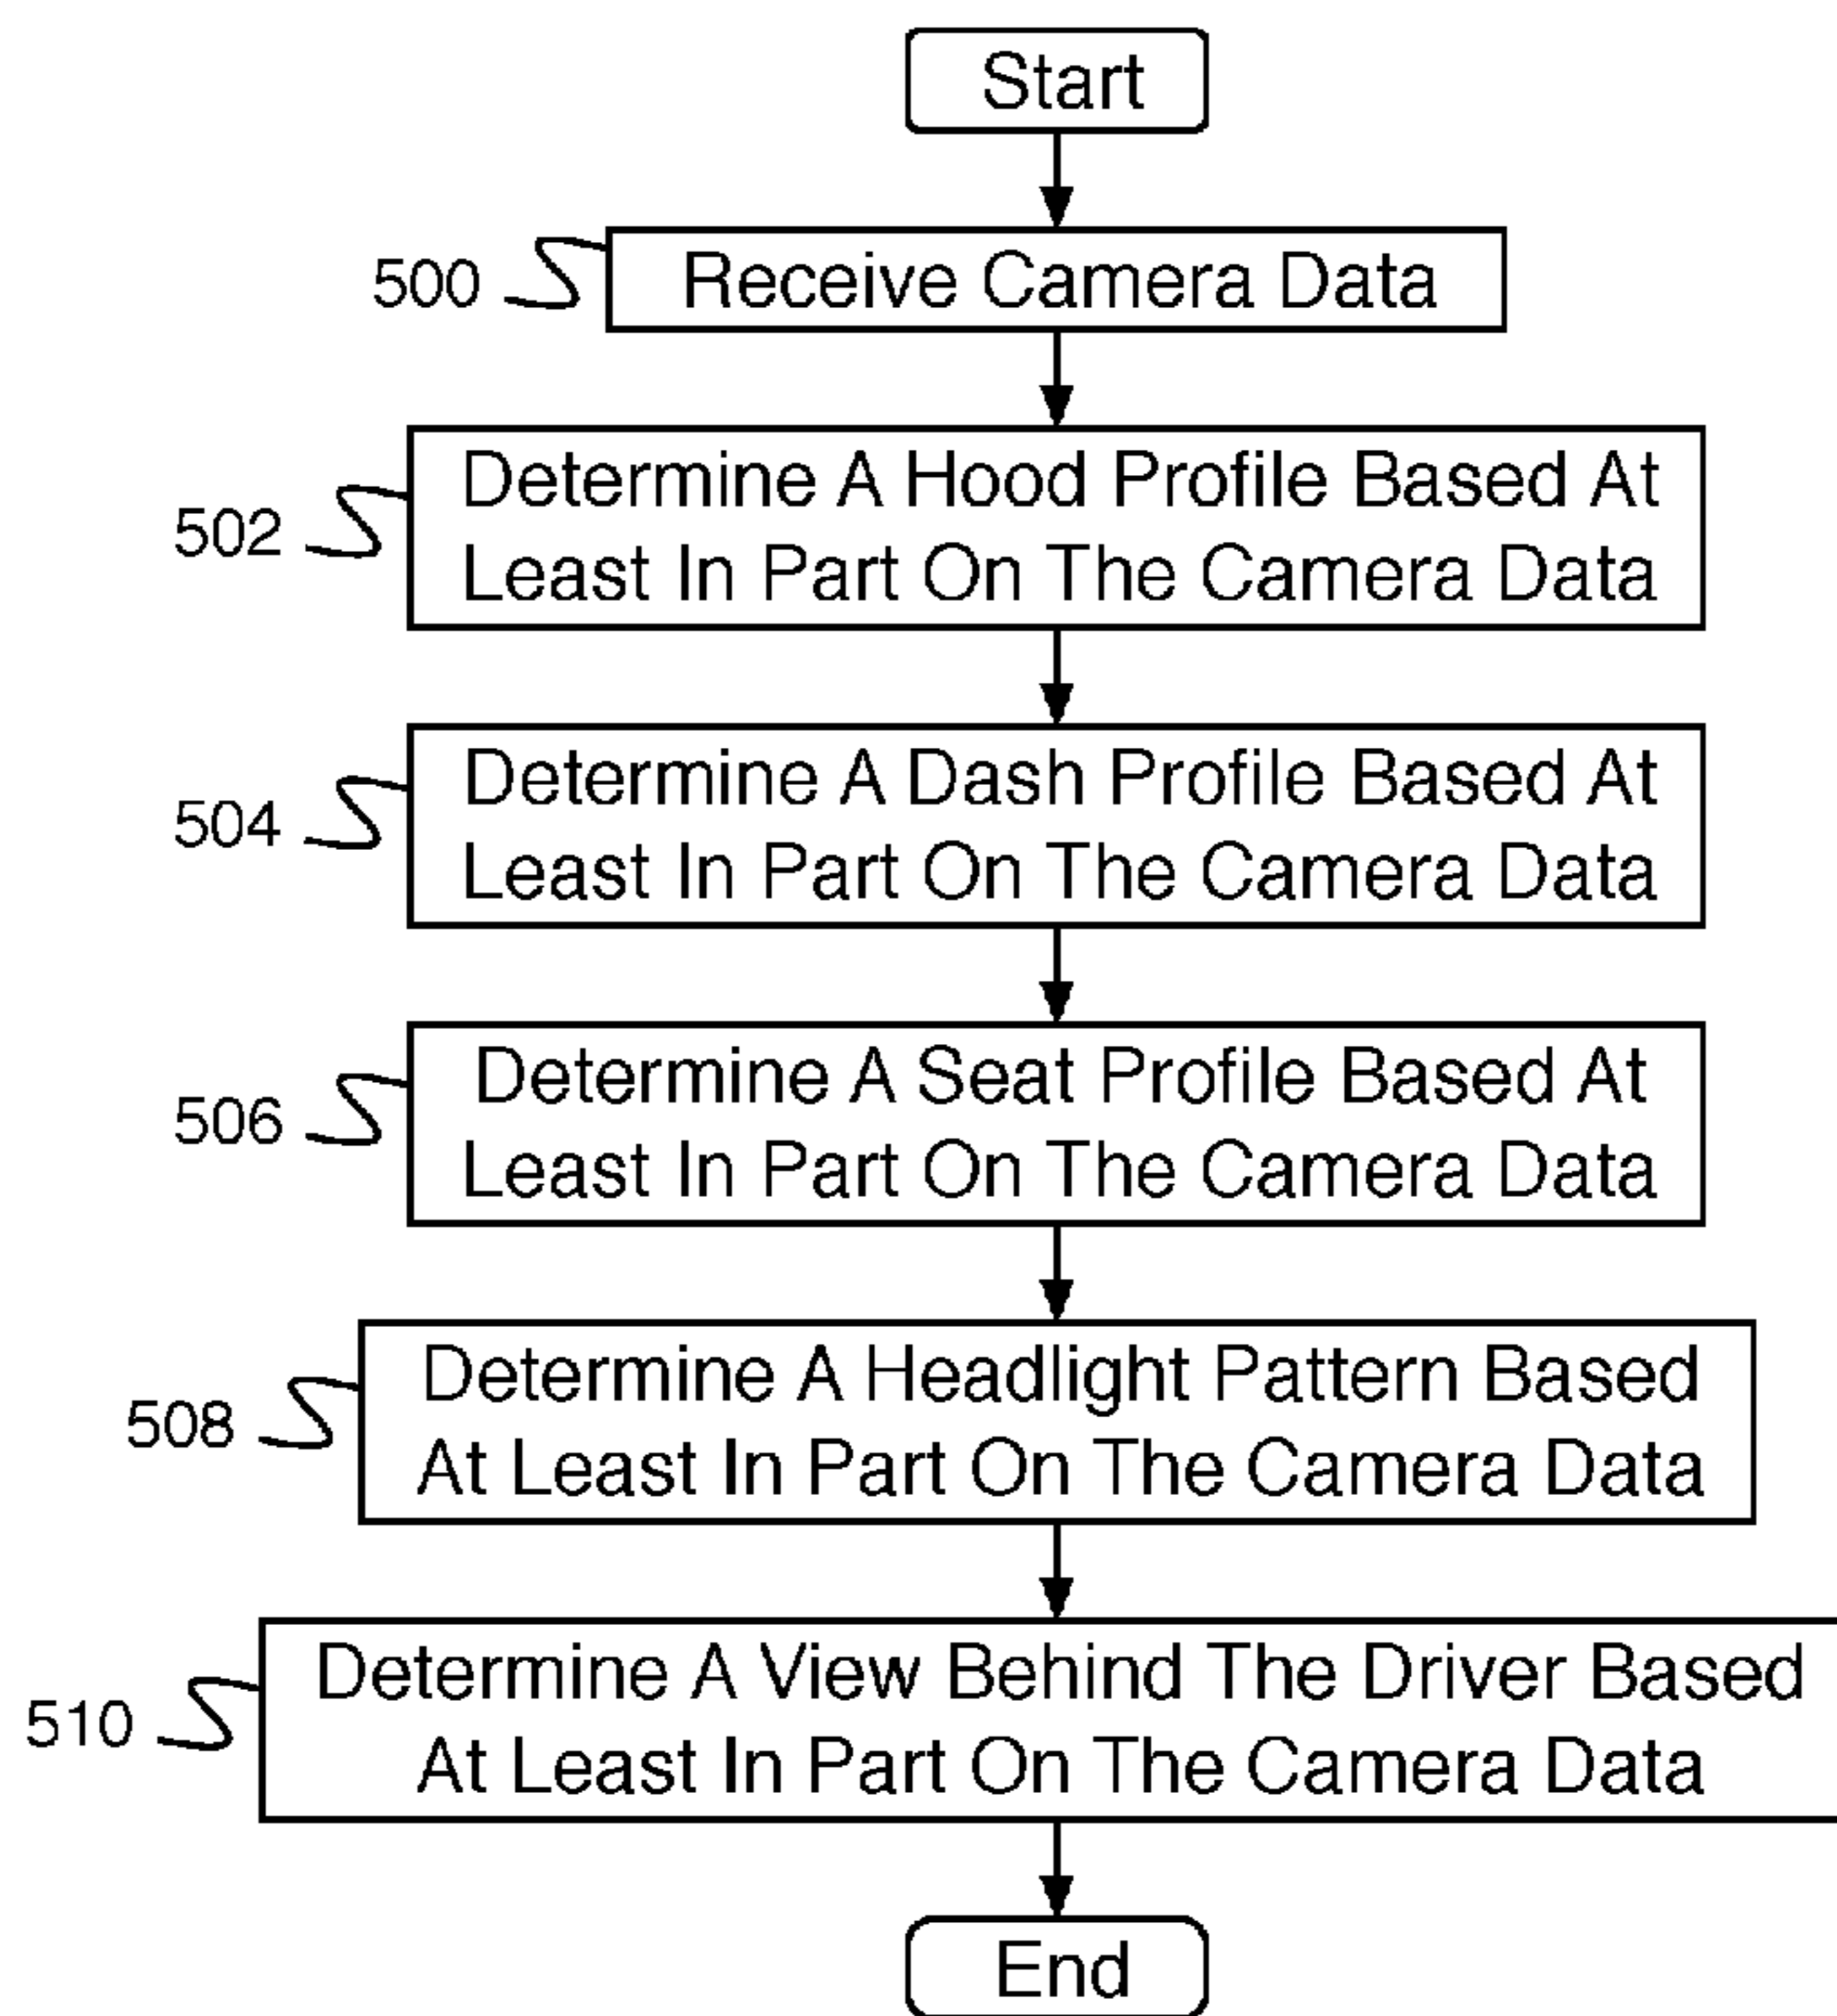 Start
500
Receive Camera Data
502
Determine A Hood Profile Based At
Least In Part On The Camera Data
504
Determine A Dash Profile Based At
Least In Part On The Camera Data
506
Determine A Seat Profile Based At
Least In Part On The Camera Data
508
Determine A Headlight Pattern Based
At Least In Part On The Camera Data
510
Determine A View Behind The Driver Based
At Least In Part On The Camera Data
End